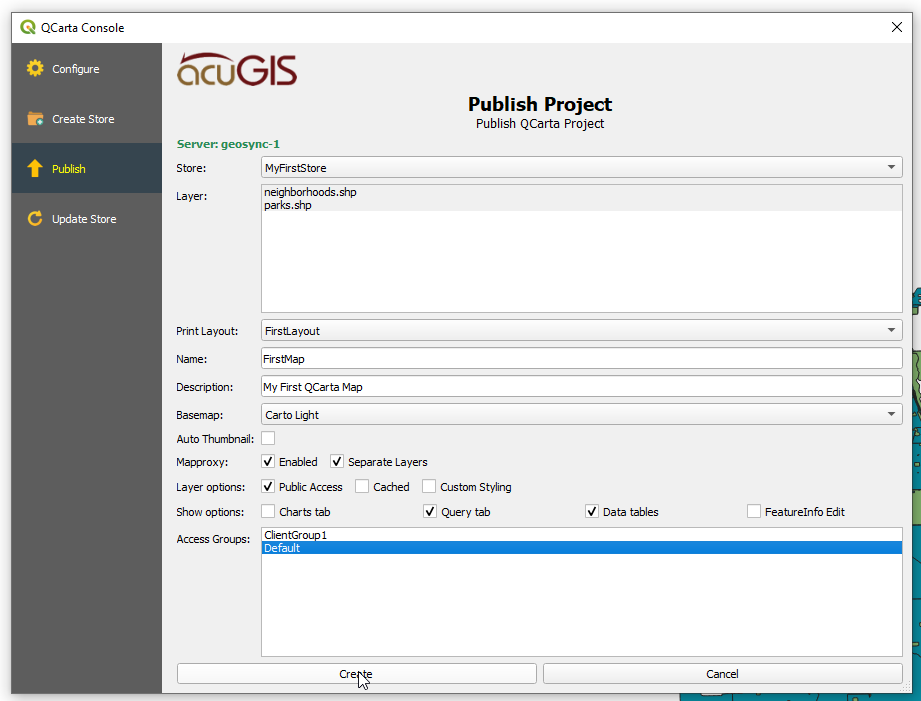 QCarta Console
Configure
Create Store
Publish
Update Store
acuGIS
Publish Project
Publish QCarta Project
Server: geosync-1
Store: MyFirstStore
Layer: neighborhoods.shp
parks.shp
Print Layout: FirstLayout
Name: FirstMap
Description: My First QCarta Map
Basemap: Carto Light
Auto Thumbnail:
Mapproxy: Enabled Separate Layers
Layer options: Public Access Cached Custom Styling
Show options: Charts tab Query tab Data tables FeatureInfo Edit
Access Groups: ClientGroup1
Default
Create Cancel